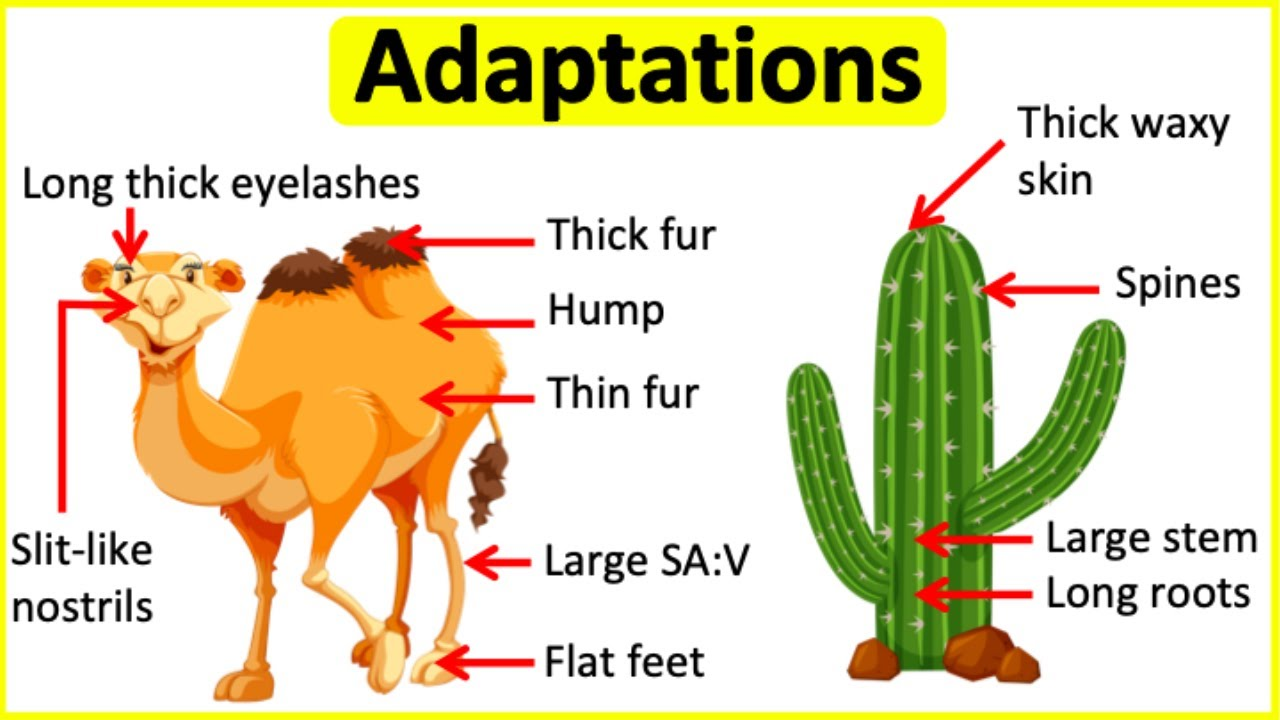 Adaptations
Long thick eyelashes
Slit-like
nostrils
Thick fur
Hump
Thin fur
Large SA:V
Flat feet
Thick waxy
skin
Spines
Large stem
Long roots